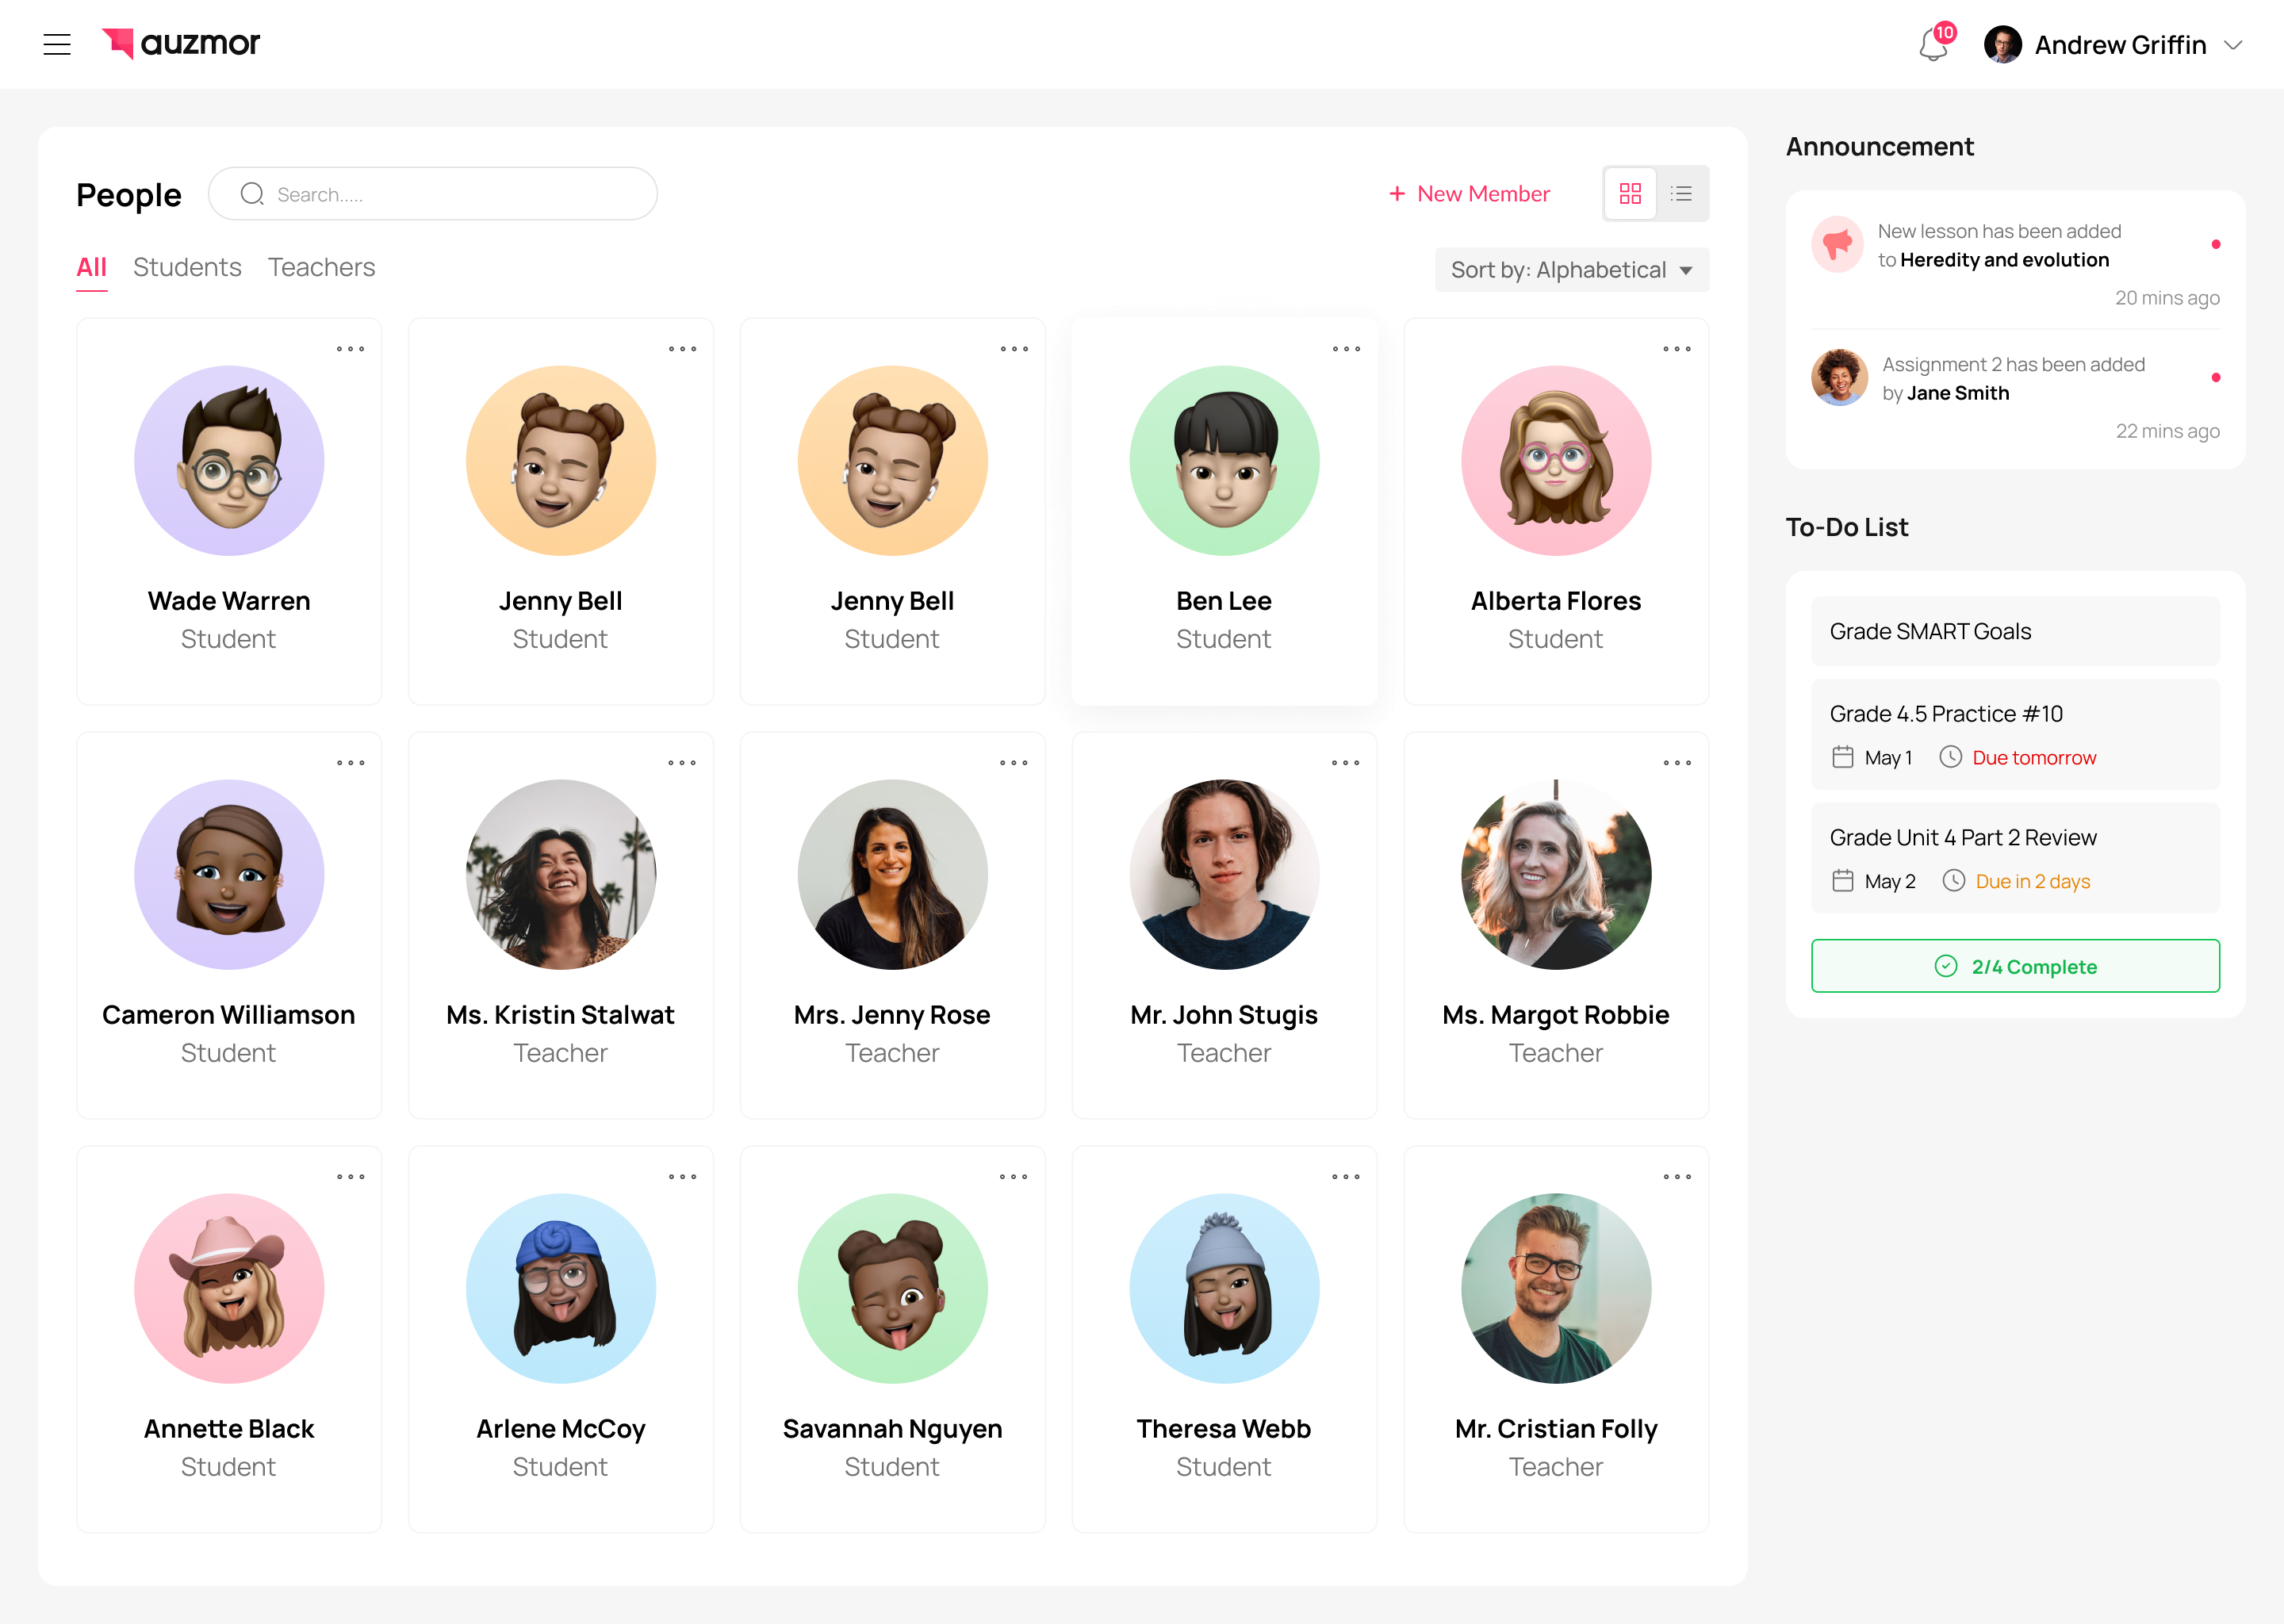 auzmor
10
Andrew Griffin
People
Search.....
+ New Member
All
Students
Teachers
Sort by: Alphabetical
Wade Warren
Student
Jenny Bell
Student
Jenny Bell
Student
Ben Lee
Student
Alberta Flores
Student
Cameron Williamson
Student
Ms. Kristin Stalwat
Teacher
Mrs. Jenny Rose
Teacher
Mr. John Stugis
Teacher
Ms. Margot Robbie
Teacher
Annette Black
Student
Arlene McCoy
Student
Savannah Nguyen
Student
Theresa Webb
Student
Mr. Cristian Folly
Teacher
Announcement
New lesson has been added
to Heredity and evolution
20 mins ago
Assignment 2 has been added
by Jane Smith
22 mins ago
To-Do List
Grade SMART Goals
Grade 4.5 Practice #10
May 1
Due tomorrow
Grade Unit 4 Part 2 Review
May 2
Due in 2 days
2/4 Complete